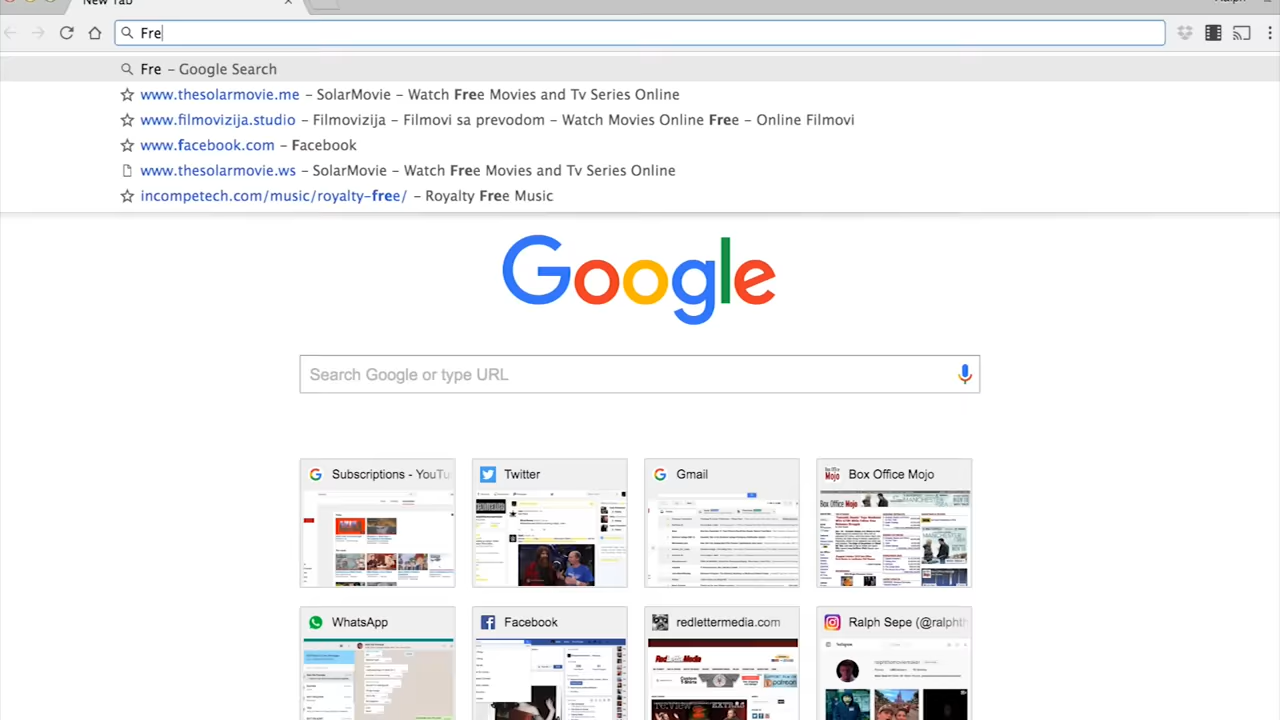 New Tab
Ralph
Fre
Fre – Google Search
www.thesolarmovie.me – SolarMovie – Watch Free Movies and Tv Series Online
www.filmovizija.studio – Filmovizija – Filmovi sa prevodom – Watch Movies Online Free – Online Filmovi
www.facebook.com – Facebook
www.thesolarmovie.ws – SolarMovie – Watch Free Movies and Tv Series Online
incompetech.com/music/royalty-free/ – Royalty Free Music
Google
Search Google or type URL
Subscriptions - YouTu
Twitter
Gmail
Box Office Mojo
WhatsApp
Facebook
redlettermedia.com
Ralph Sepe (@ralphth